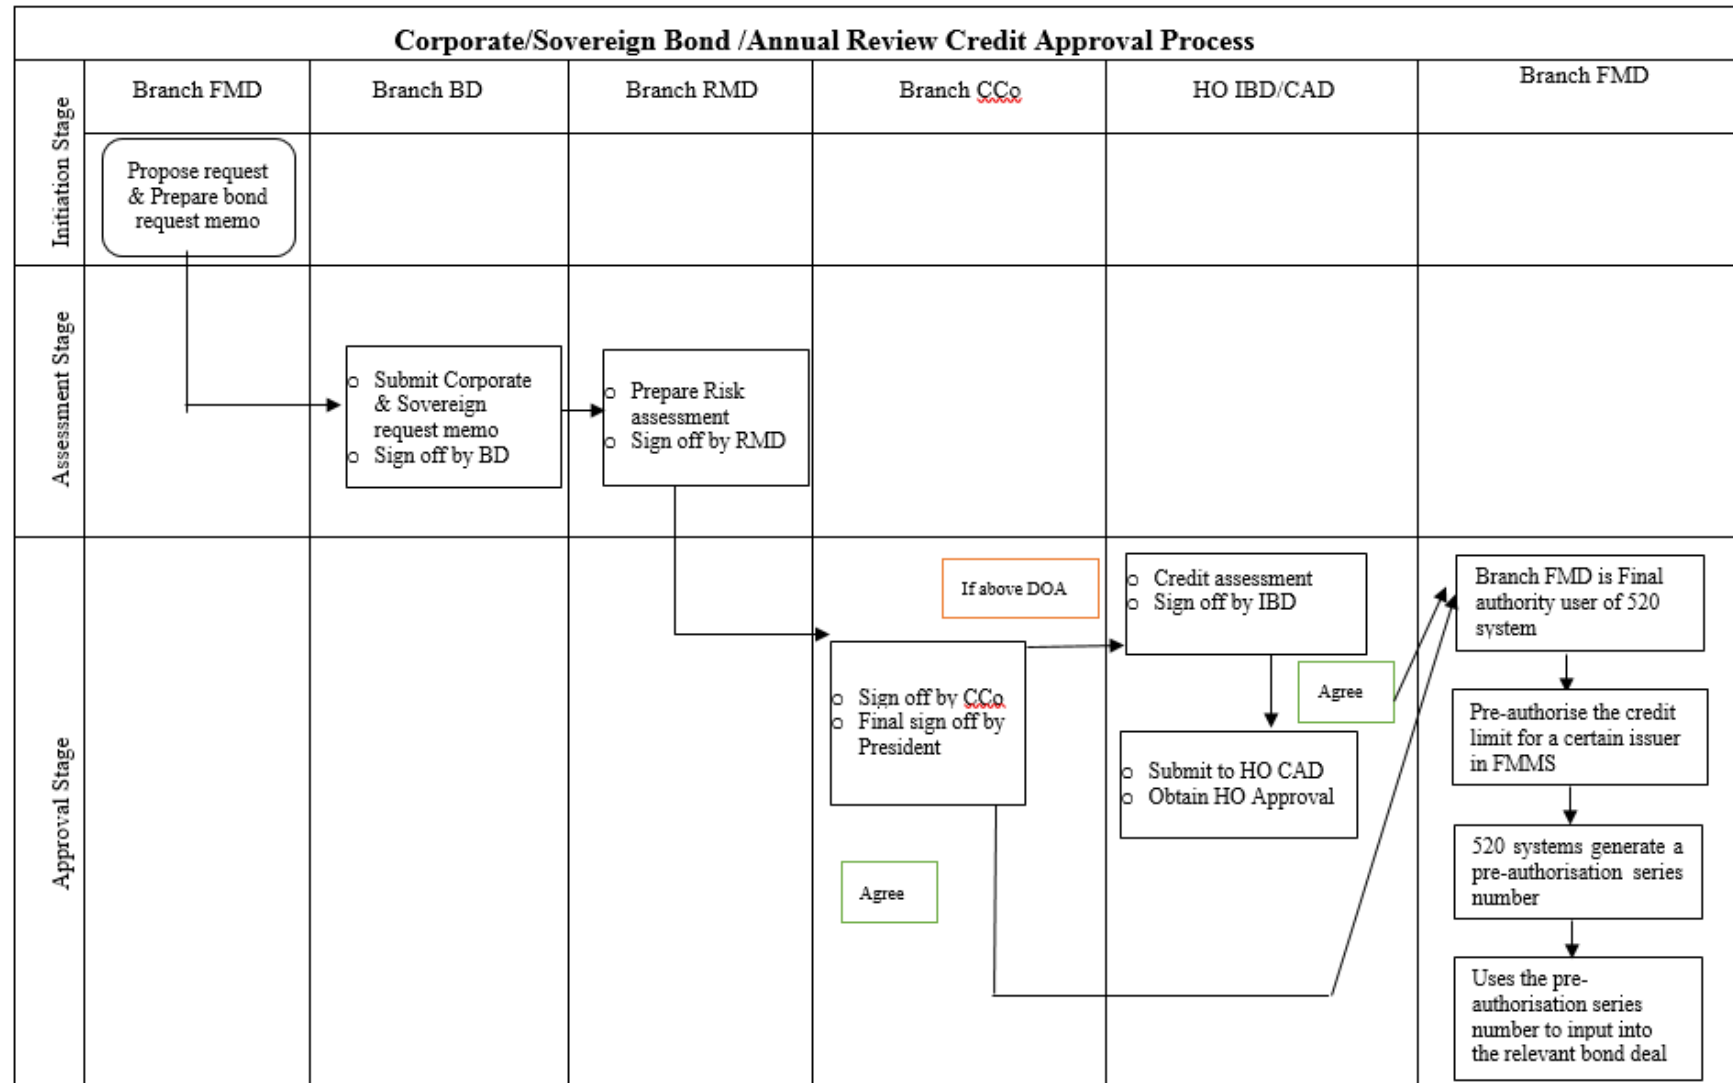 Corporate/Sovereign Bond /Annual Review Credit Approval Process
Initiation Stage
Branch FMD
Branch BD
Branch RMD
Branch CCo
HO IBD/CAD
Branch FMD
Propose request
& Prepare bond
request memo
Assessment Stage
o Submit Corporate
& Sovereign
request memo
o Sign off by BD
o Prepare Risk
assessment
o Sign off by RMD
Approval Stage
If above DOA
o Sign off by CCo
o Final sign off by
President
Agree
o Credit assessment
o Sign off by IBD
Agree
o Submit to HO CAD
o Obtain HO Approval
Branch FMD is Final
authority user of 520
system
Pre-authorise the credit
limit for a certain issuer
in FMMS
520 systems generate a
pre-authorisation series
number
Uses the pre-
authorisation series
number to input into
the relevant bond deal